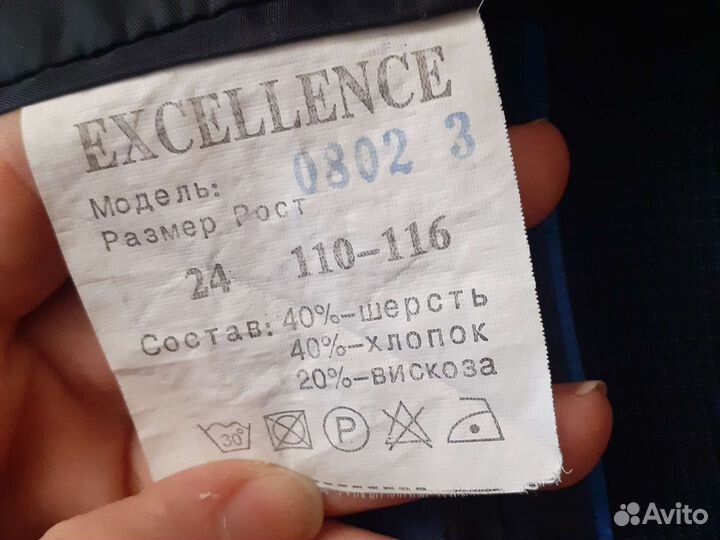 EXCELLENCE
Модель: 0802 3
Размер Рост
24 110-116
Состав: 40%-шерсть
40%-хлопок
20%-вискоза
30° P
Avito